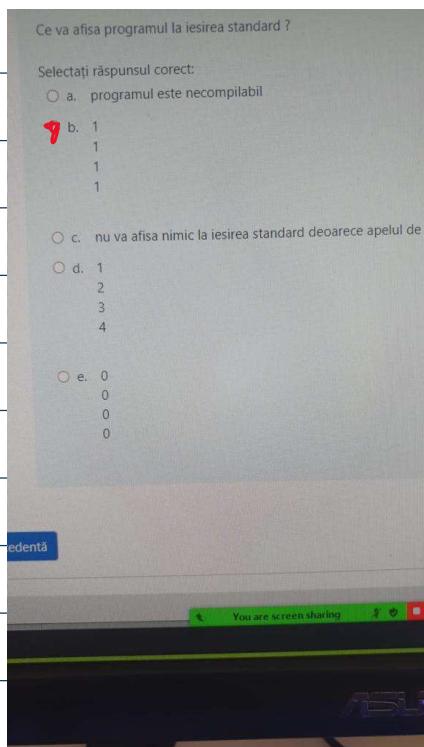 Ce va afisa programul la iesirea standard ?
Selectați răspunsul corect:
a. programul este necompilabil
b. 1
1
1
1
c. nu va afisa nimic la iesirea standard deoarece apelul de
d. 1
2
3
4
e. 0
0
0
0
edentă
You are screen sharing